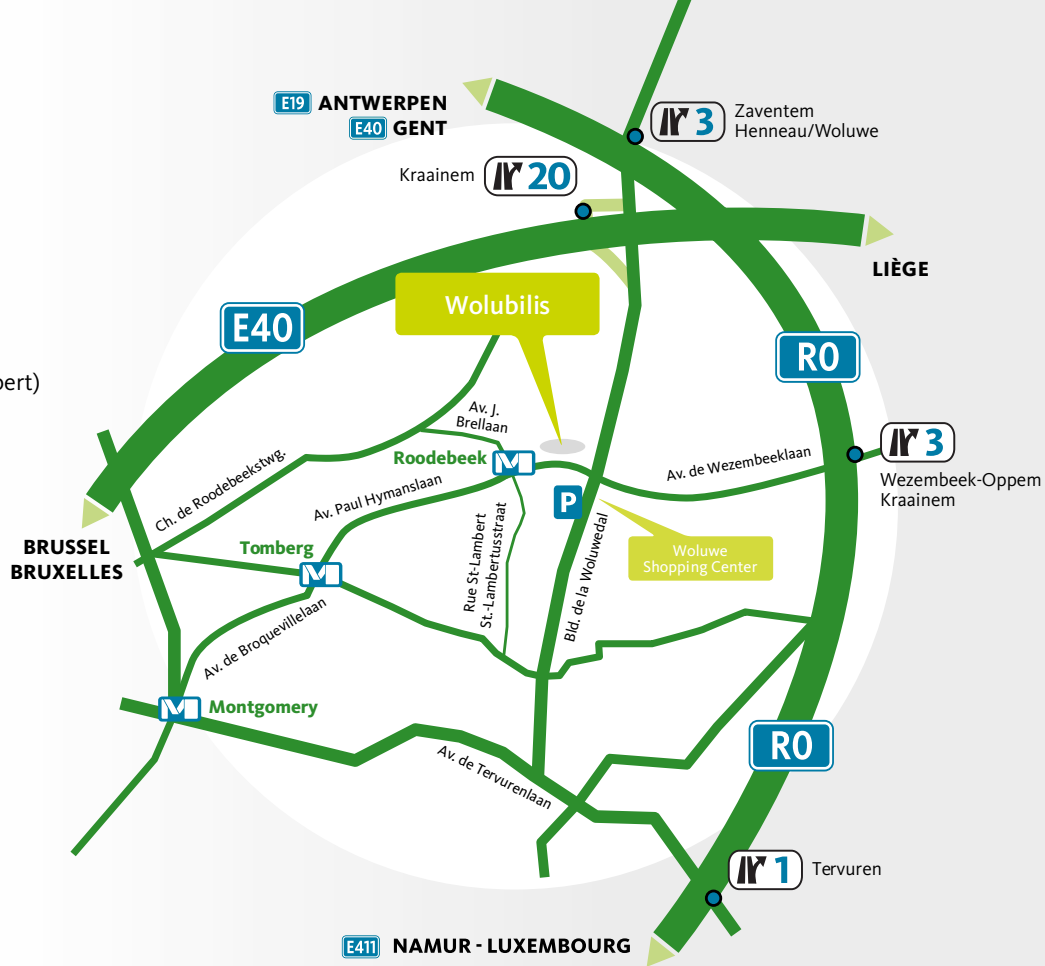 E19 ANTWERPEN
E40 GENT
3
Zaventem
Henneau/Woluwe
Kraainem
20
LIÈGE
Wolubilis
E40
R0
Av. J.
Brellaan
Roodebeek
M
Av. de Wezembeeklaan
3
Wezembeek-Oppem
Kraainem
Ch. de Roodebeekstwg.
Av. Paul Hymanslaan
P
BRUSSEL
BRUXELLES
Tomberg
M
Rue St-Lambert
St.-Lambertusstraat
Bld. de la Woluwedal
Woluwe
Shopping Center
Av. de Broquevillelaan
M
Montgomery
R0
Av. de Tervurenlaan
1
Tervuren
E411 NAMUR - LUXEMBOURG